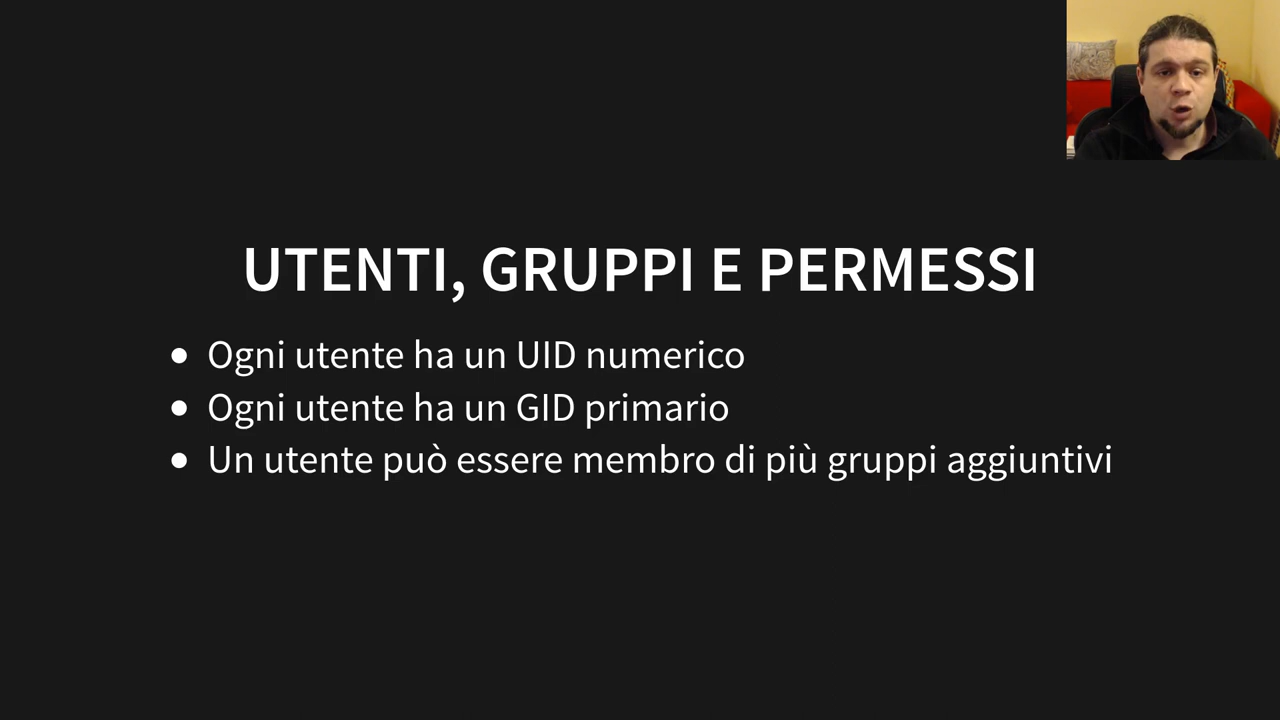 UTENTI, GRUPPI E PERMESSI
Ogni utente ha un UID numerico
Ogni utente ha un GID primario
Un utente può essere membro di più gruppi aggiuntivi